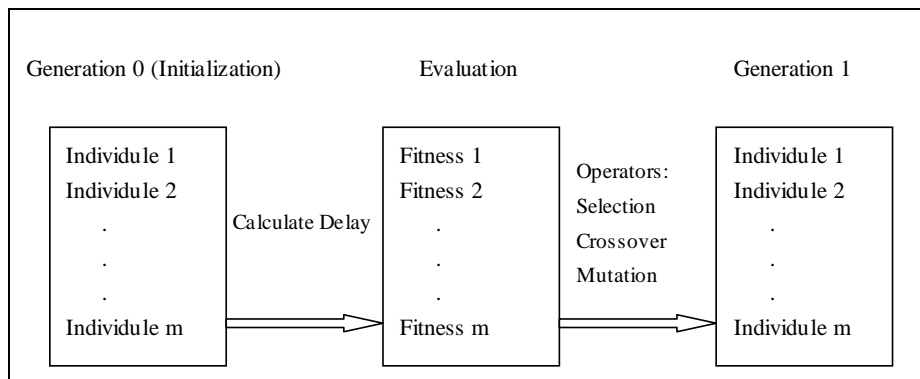 Generation 0 (Initialization)
Evaluation
Generation 1
Individule 1
Individule 2
.
.
.
Individule m
Calculate Delay
Fitness 1
Fitness 2
.
.
.
Fitness m
Operators:
Selection
Crossover
Mutation
Individule 1
Individule 2
.
.
.
Individule m